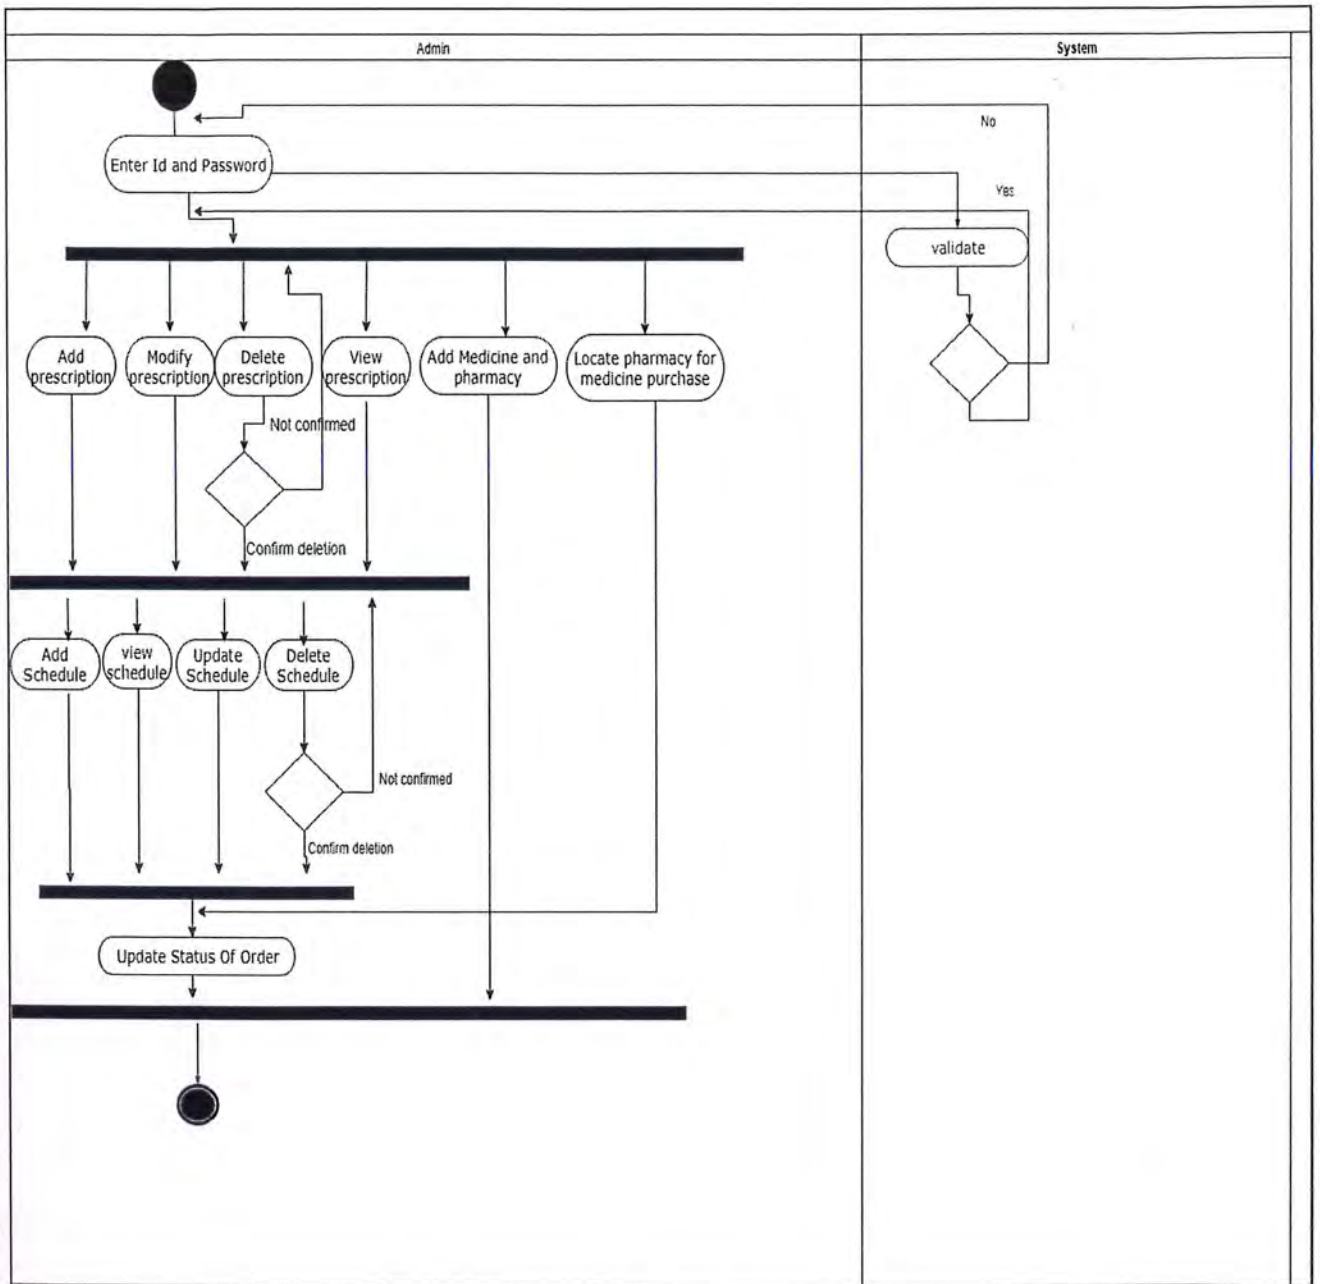 Admin
System
No
Enter Id and Password
Yes
validate
Add
prescription
Modify
prescription
Delete
prescription
View
prescription
Add Medicine and
pharmacy
Locate pharmacy for
medicine purchase
Not confirmed
Confirm deletion
Add
Schedule
view
schedule
Update
Schedule
Delete
Schedule
Not confirmed
Confirm deletion
Update Status Of Order